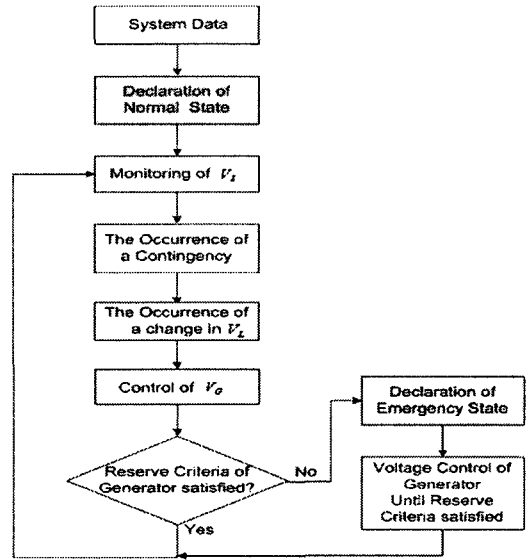 System Data
Declaration of
Normal State
Monitoring of V_L
The Occurrence of
a Contingency
The Occurrence of
a change in V_L
Control of V_G
Reserve Criteria of
Generator satisfied?
No
Yes
Declaration of
Emergency State
Voltage Control of
Generator
Until Reserve
Criteria satisfied